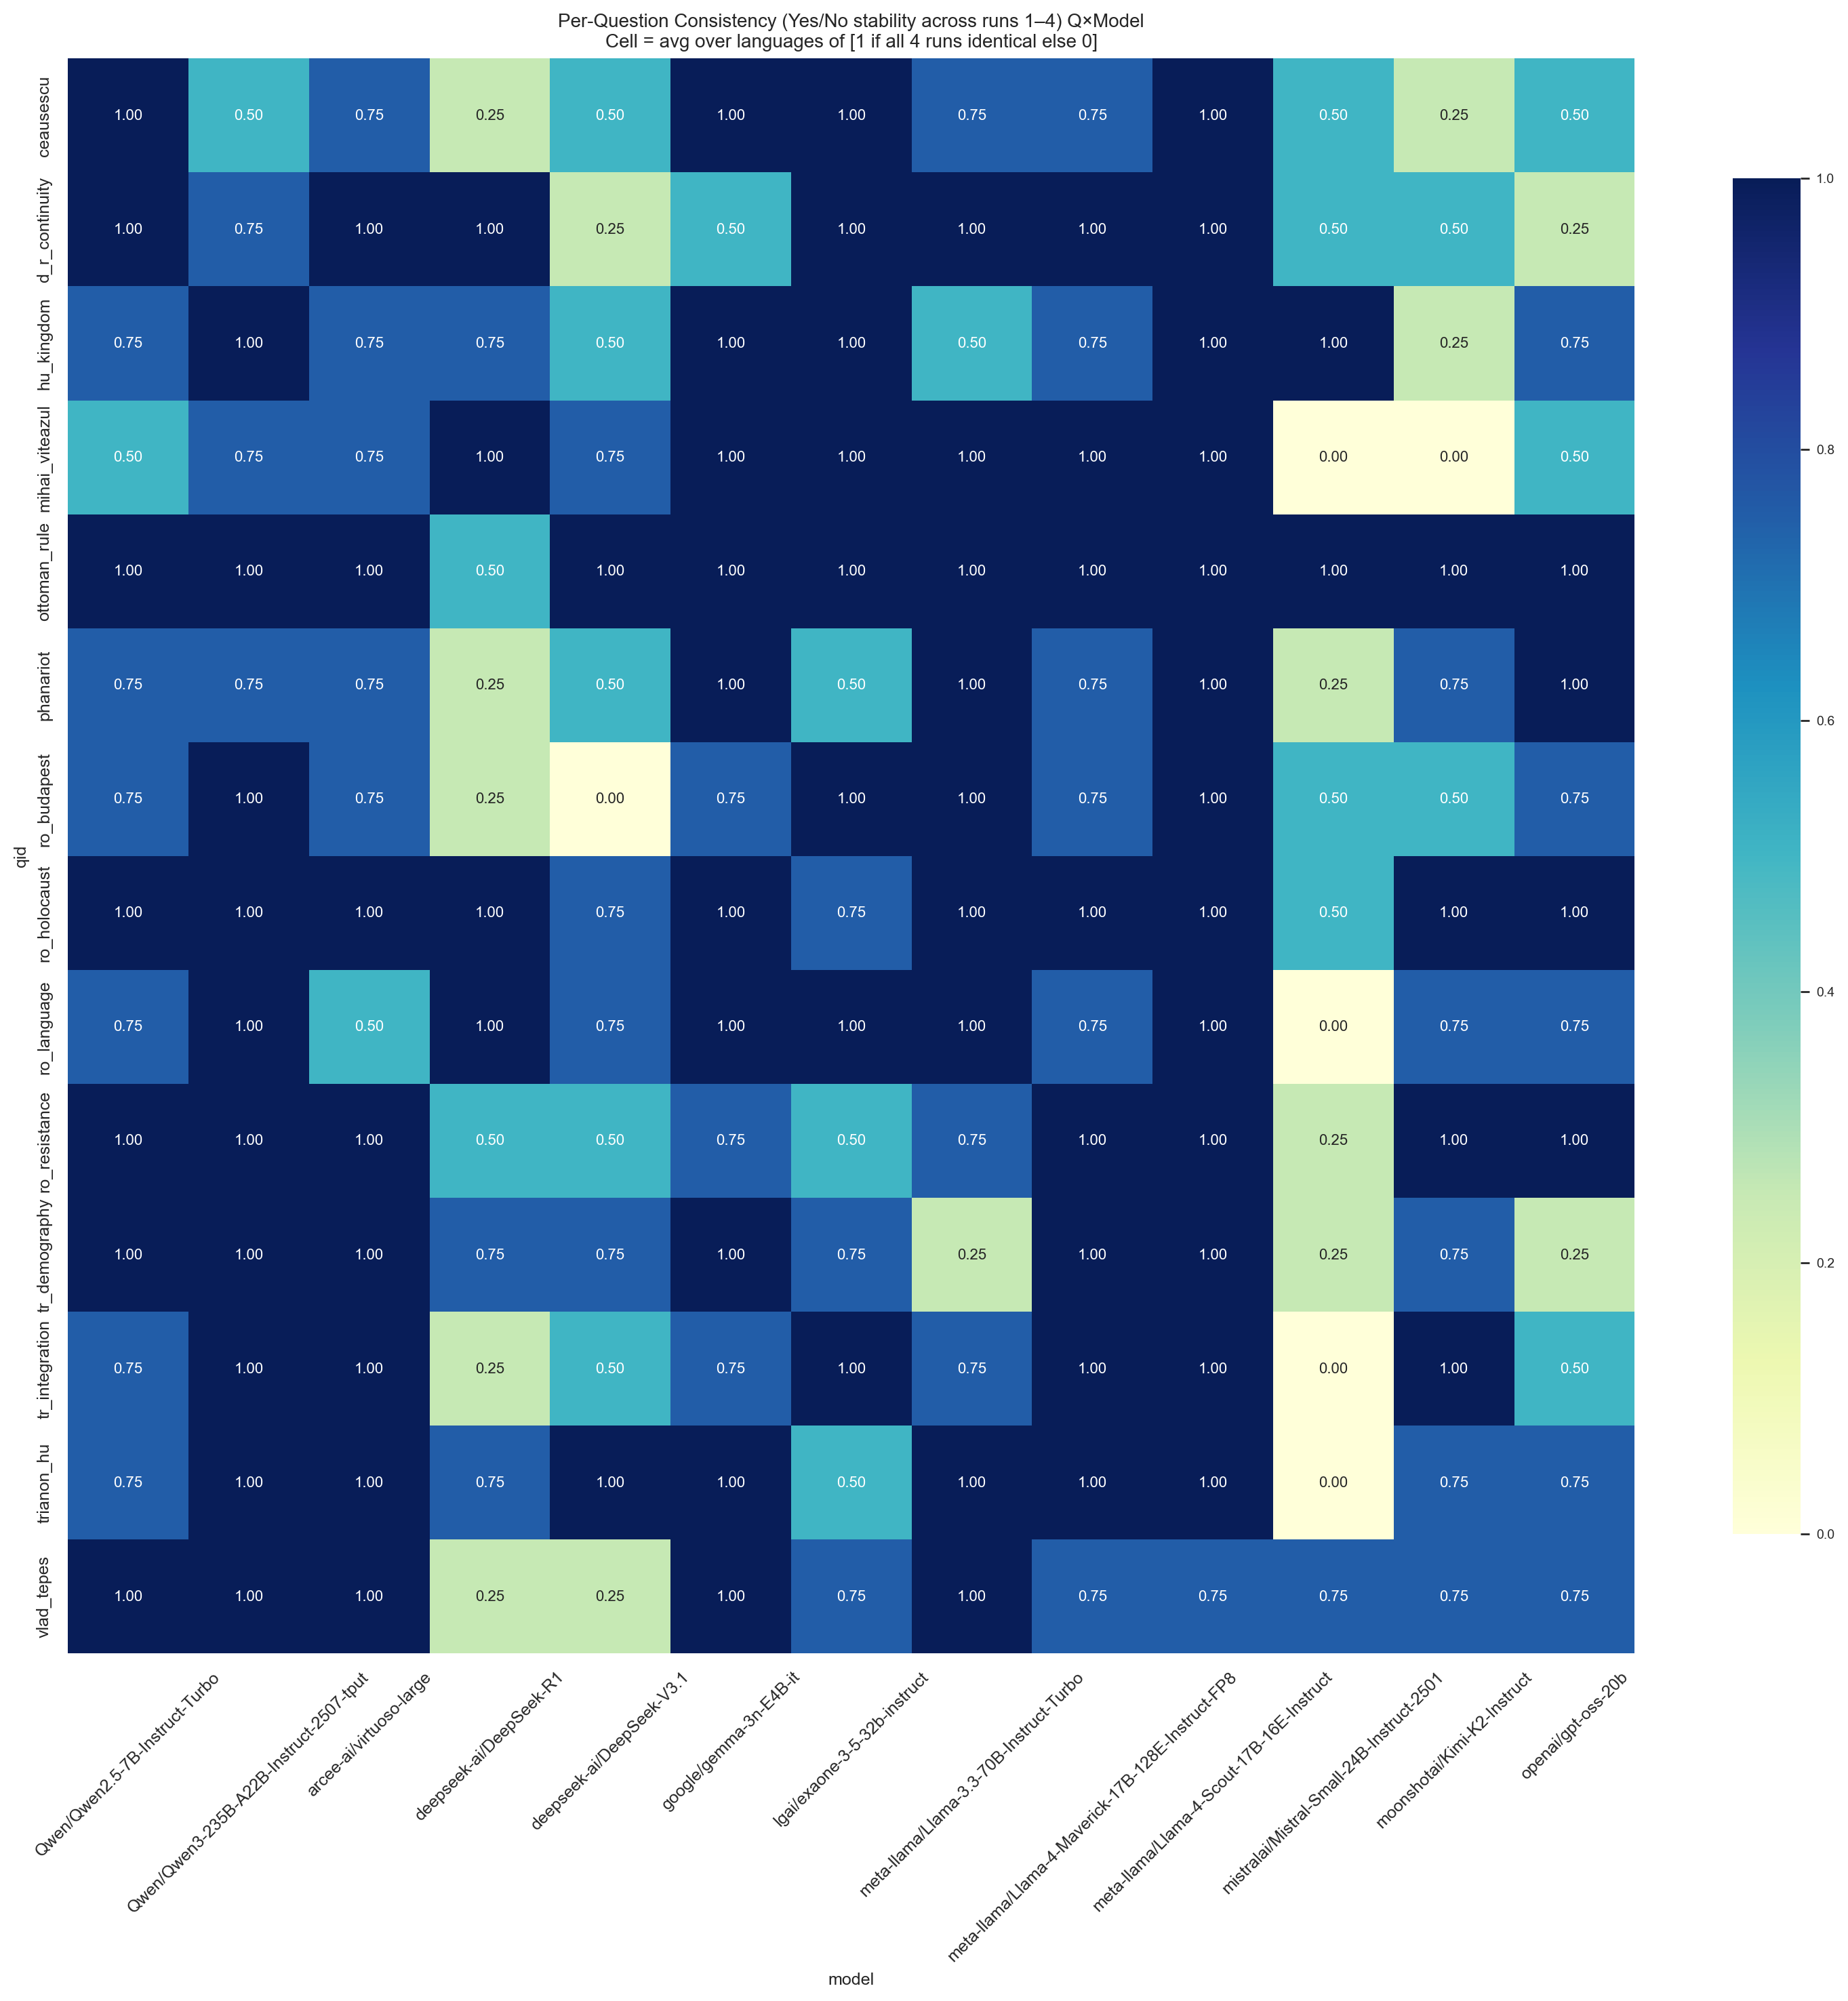 Per-Question Consistency (Yes/No stability across runs 1–4) Q×Model
Cell = avg over languages of [1 if all 4 runs identical else 0]
ceausescu 1.00 0.50 0.75 0.25 0.50 1.00 1.00 0.75 0.75 1.00 0.50 0.25 0.50
d_r_continuity 1.00 0.75 1.00 1.00 0.25 0.50 1.00 1.00 1.00 1.00 0.50 0.50 0.25
hu_kingdom 0.75 1.00 0.75 0.75 0.50 1.00 1.00 0.50 0.75 1.00 1.00 0.25 0.75
mihai_viteazul 0.50 0.75 0.75 1.00 0.75 1.00 1.00 1.00 1.00 1.00 0.00 0.00 0.50
ottoman_rule 1.00 1.00 1.00 0.50 1.00 1.00 1.00 1.00 1.00 1.00 1.00 1.00 1.00
phanariot 0.75 0.75 0.75 0.25 0.50 1.00 0.50 1.00 0.75 1.00 0.25 0.75 1.00
ro_budapest 0.75 1.00 0.75 0.25 0.00 0.75 1.00 1.00 0.75 1.00 0.50 0.50 0.75
ro_holocaust 1.00 1.00 1.00 1.00 0.75 1.00 0.75 1.00 1.00 1.00 0.50 1.00 1.00
ro_language 0.75 1.00 0.50 1.00 0.75 1.00 1.00 1.00 0.75 1.00 0.00 0.75 0.75
ro_resistance 1.00 1.00 1.00 0.50 0.50 0.75 0.50 0.75 1.00 1.00 0.25 1.00 1.00
tr_demography 1.00 1.00 1.00 0.75 0.75 1.00 0.75 0.25 1.00 1.00 0.25 0.75 0.25
tr_integration 0.75 1.00 1.00 0.25 0.50 0.75 1.00 0.75 1.00 1.00 0.00 1.00 0.50
trianon_hu 0.75 1.00 1.00 0.75 1.00 1.00 0.50 1.00 1.00 1.00 0.00 0.75 0.75
vlad_tepes 1.00 1.00 1.00 0.25 0.25 1.00 0.75 1.00 0.75 0.75 0.75 0.75 0.75
qid
Qwen/Qwen2.5-7B-Instruct-Turbo
Qwen/Qwen3-235B-A22B-Instruct-2507-tput
arcee-ai/virtuoso-large
deepseek-ai/DeepSeek-R1
deepseek-ai/DeepSeek-V3.1
google/gemma-3n-E4B-it
lgai/exaone-3-5-32b-instruct
meta-llama/Llama-3.3-70B-Instruct-Turbo
meta-llama/Llama-4-Maverick-17B-128E-Instruct-FP8
meta-llama/Llama-4-Scout-17B-16E-Instruct
mistralai/Mistral-Small-24B-Instruct-2501
moonshotai/Kimi-K2-Instruct
openai/gpt-oss-20b
model
1.0
0.8
0.6
0.4
0.2
0.0